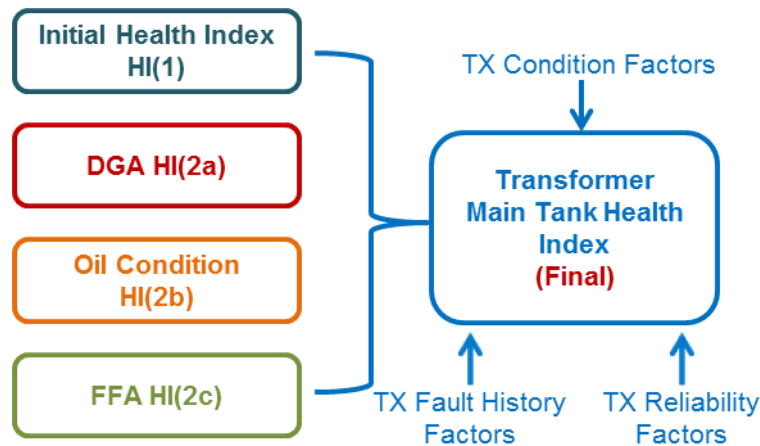 Initial Health Index
HI(1)
DGA HI(2a)
Oil Condition
HI(2b)
FFA HI(2c)
TX Condition Factors
Transformer
Main Tank Health
Index
(Final)
TX Fault History
Factors
TX Reliability
Factors